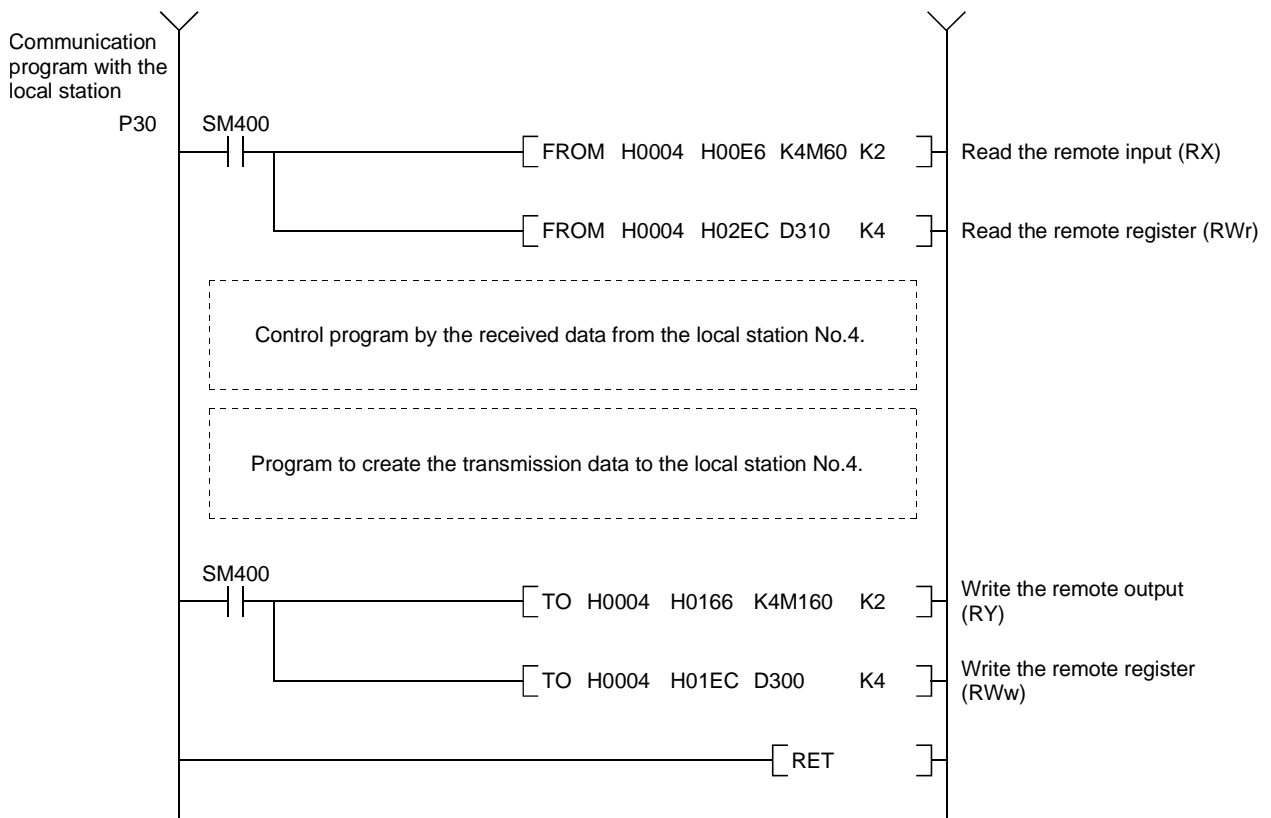 Communication
program with the
local station
P30 SM400
FROM H0004 H00E6 K4M60 K2 Read the remote input (RX)
FROM H0004 H02EC D310 K4 Read the remote register (RWr)
Control program by the received data from the local station No.4.
Program to create the transmission data to the local station No.4.
SM400
TO H0004 H0166 K4M160 K2 Write the remote output
(RY)
TO H0004 H01EC D300 K4 Write the remote register
(RWw)
RET